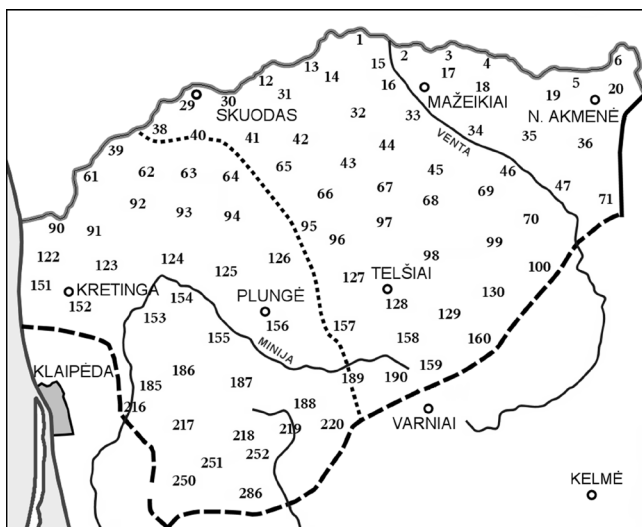 1
2 3 4 6
12 13 14 15 16 17 18 19 5 20
29 30 31
SKUODAS
MAŽEIKIAI
N. AKMENĖ
32 33 34 35 36
VENTA
38 39 40 41 42 43 44 45 46 47
61 62 63 64 65 66 67 68 69 70 71
90 91 92 93 94 95 96 97 98 99 100
122 123 124 125 126 127 128 129 130
TELŠIAI
151 152 153 154 155 156 157 158 159 160
KRETINGA
PLUNGĖ
MINIJA
KLAIPĖDA
185 186 187 188 189 190
VARNIAI
216 217 218 219 220
250 251 252
286
KELMĖ